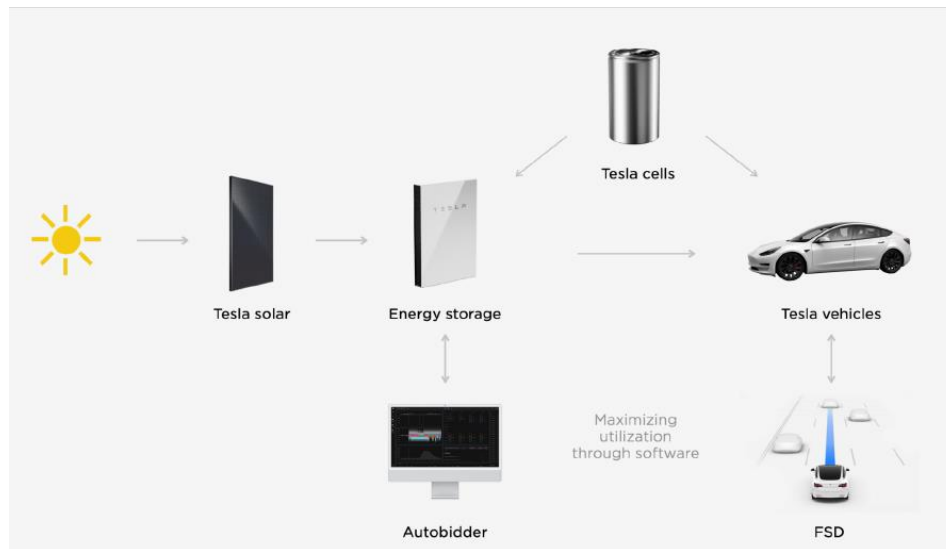 Tesla cells
TESLA
Tesla solar
Energy storage
Tesla vehicles
Maximizing
utilization
through software
Autobidder
FSD